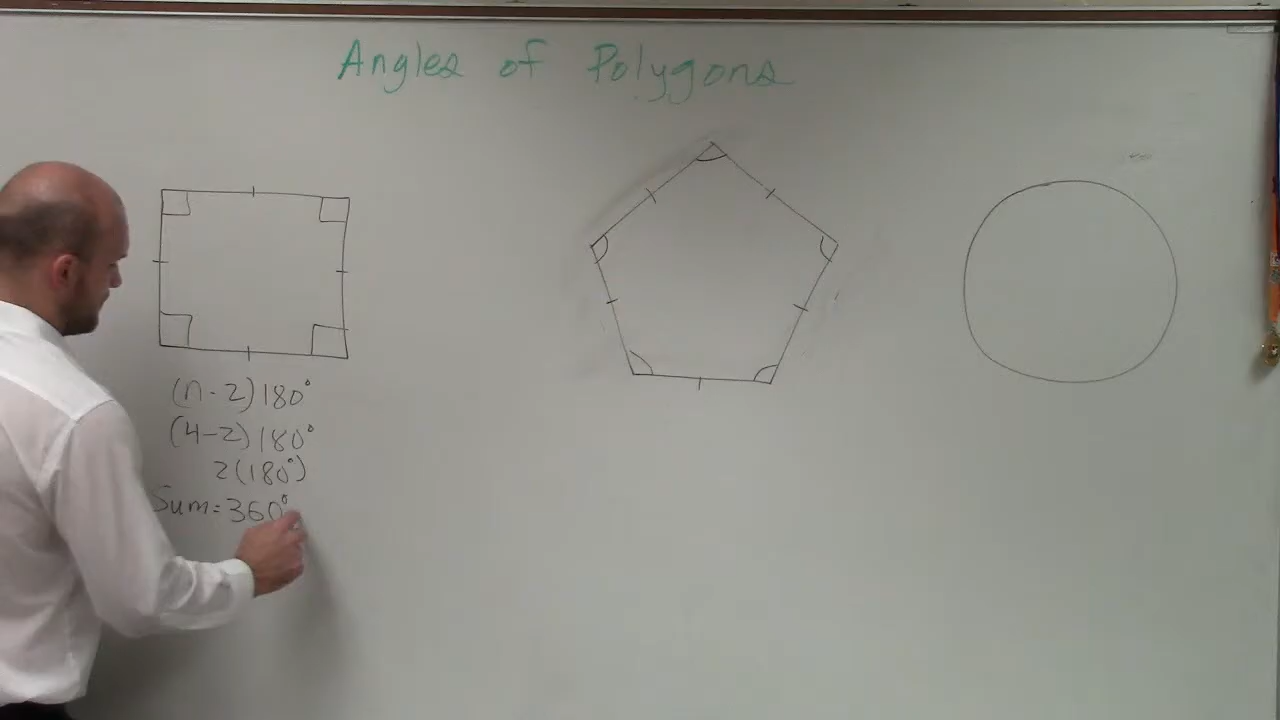 Angles of Polygons
(n-2)180°
(4-2)180°
2(180°)
Sum=360°